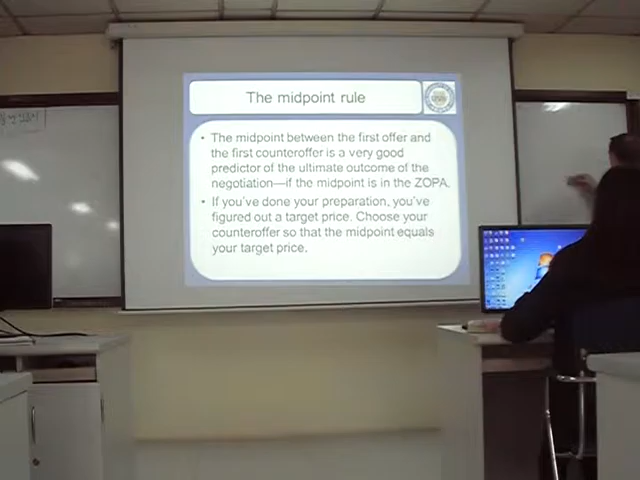 The midpoint rule
• The midpoint between the first offer and
the first counteroffer is a very good
predictor of the ultimate outcome of the
negotiation—if the midpoint is in the ZOPA.
• If you've done your preparation, you've
figured out a target price. Choose your
counteroffer so that the midpoint equals
your target price.